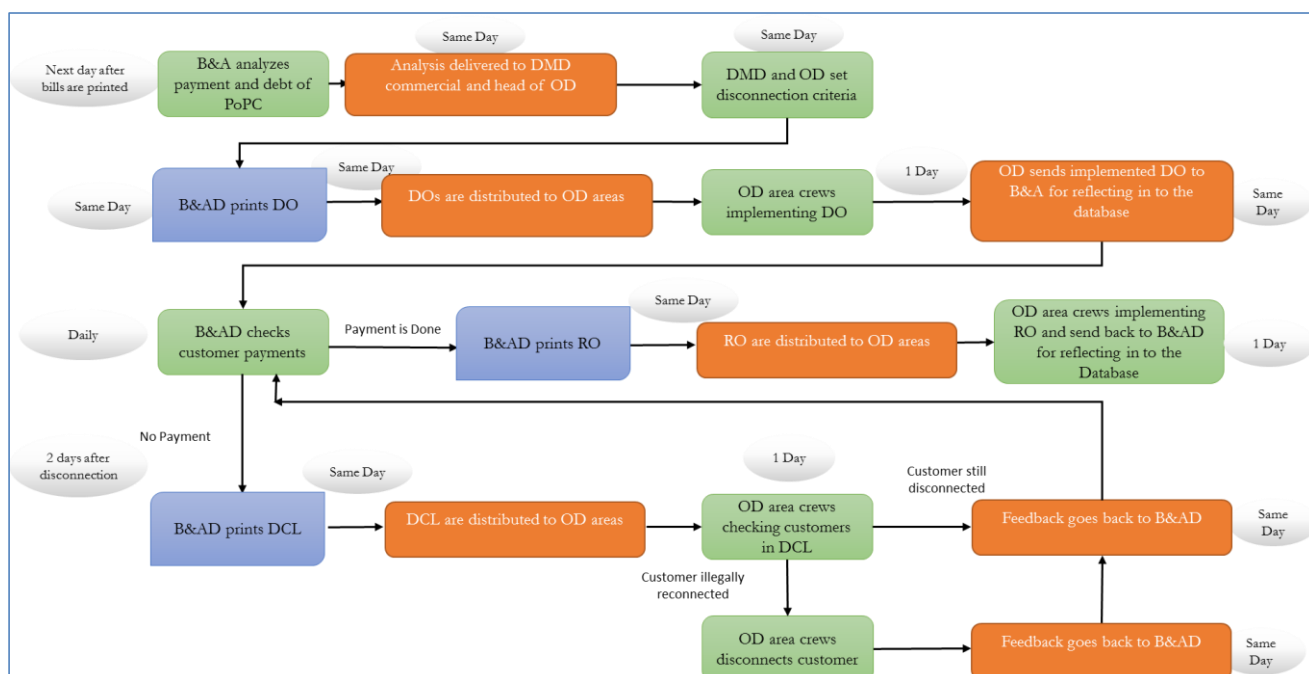 Same Day
Same Day
Next day after
bills are printed
B&A analyzes
payment and debt of
PoPC
Analysis delivered to DMD
commercial and head of OD
DMD and OD set
disconnection criteria
Same Day
B&AD prints DO
Same Day
DOs are distributed to OD areas
OD area crews
implementing DO
1 Day
OD sends implemented DO to
B&A for reflecting in to the
database
Same
Day
Daily
B&AD checks
customer payments
Payment is Done
B&AD prints RO
Same Day
RO are distributed to OD areas
OD area crews implementing
RO and send back to B&AD
for reflecting in to the
Database
1 Day
No Payment
2 days after
disconnection
B&AD prints DCL
Same Day
DCL are distributed to OD areas
1 Day
OD area crews
checking customers
in DCL
Customer still
disconnected
Feedback goes back to B&AD
Same
Day
Customer illegally
reconnected
OD area crews
disconnects customer
Feedback goes back to B&AD
Same
Day